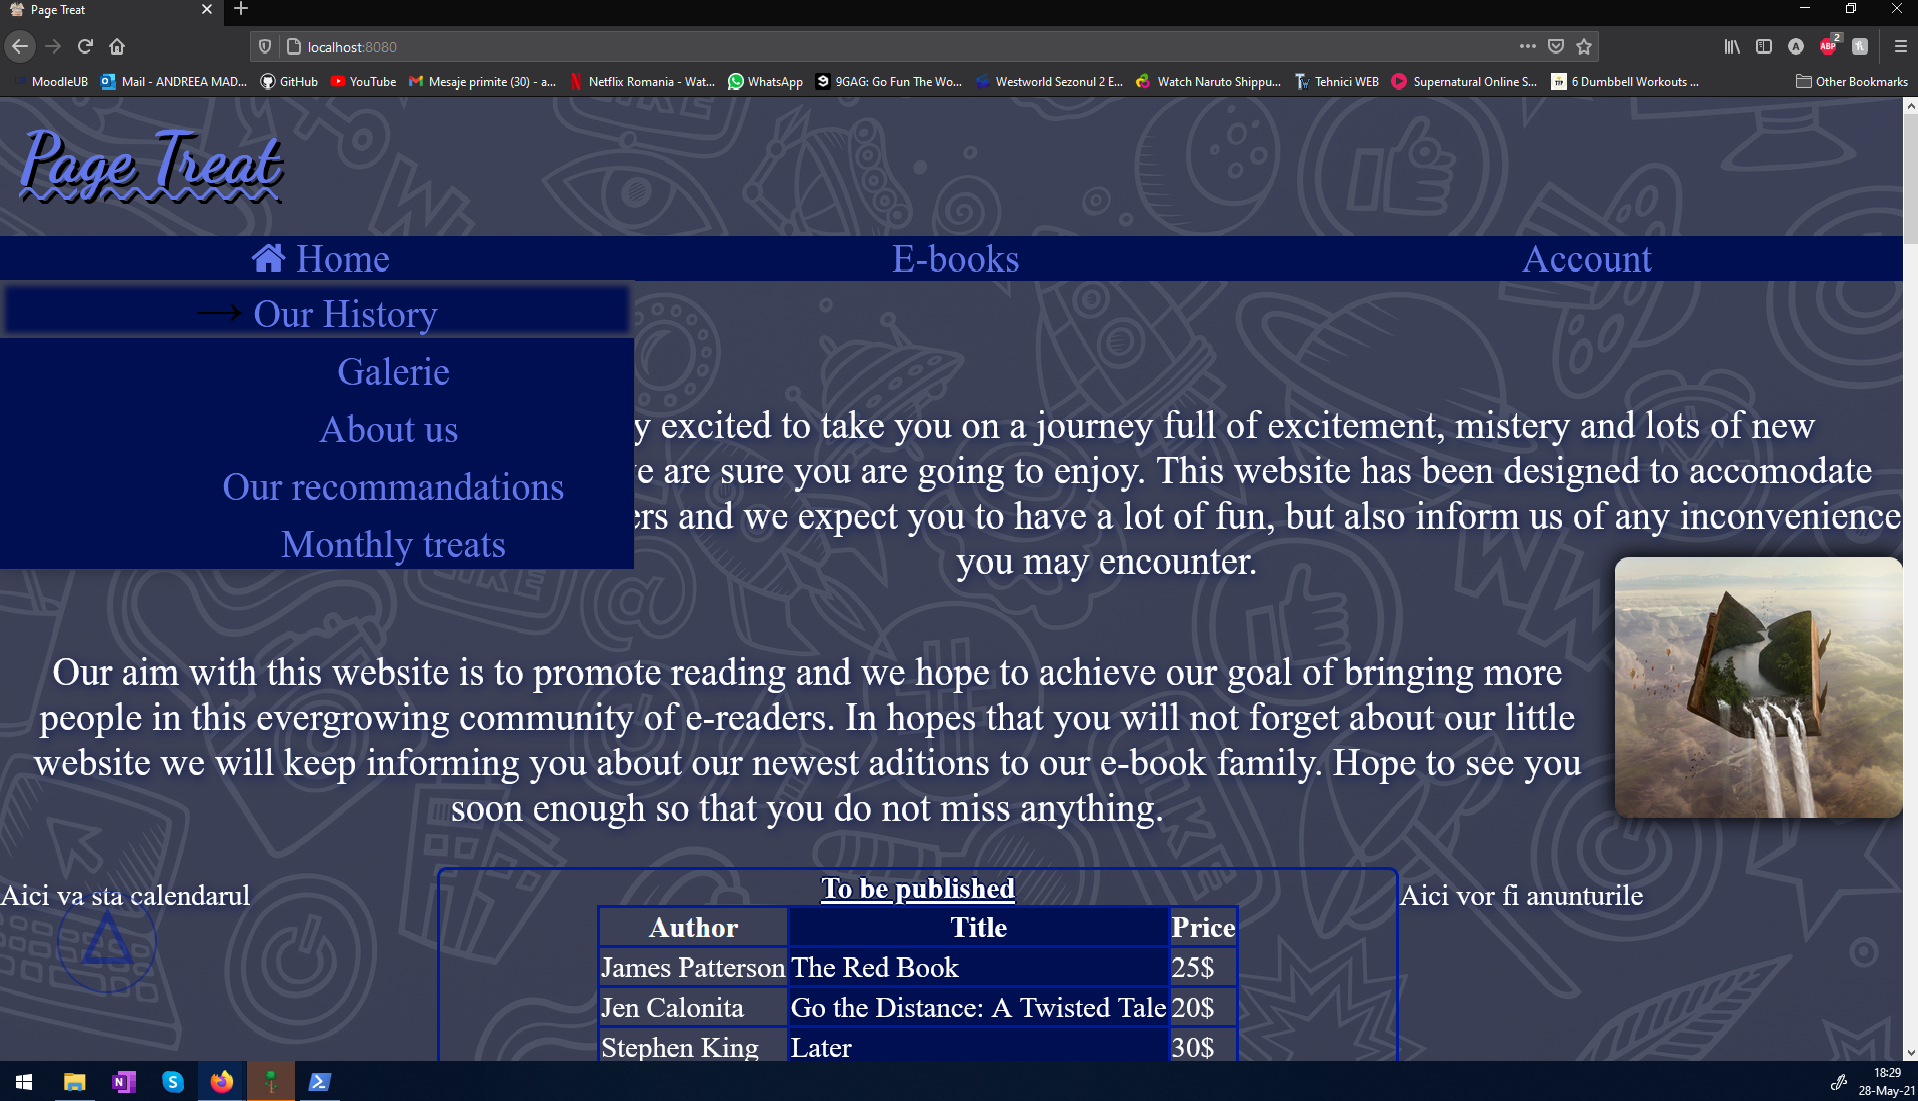 Page Treat
localhost:8080
2
MoodleUB Mail - ANDREEA MAD... GitHub YouTube Mesaje primite (30) - a... Netflix Romania - Wat... WhatsApp 9GAG: Go Fun The Wo... Westworld Sezonul 2 E... Watch Naruto Shippu... Tehnici WEB Supernatural Online S... 6 Dumbbell Workouts ... Other Bookmarks
Page Treat
Home E-books Account
→ Our History
Galerie
About us
Our recommandations
Monthly treats
y excited to take you on a journey full of excitement, mistery and lots of new
e are sure you are going to enjoy. This website has been designed to accomodate
ers and we expect you to have a lot of fun, but also inform us of any inconvenience
you may encounter.
Our aim with this website is to promote reading and we hope to achieve our goal of bringing more
people in this evergrowing community of e-readers. In hopes that you will not forget about our little
website we will keep informing you about our newest aditions to our e-book family. Hope to see you
soon enough so that you do not miss anything.
Aici va sta calendarul
To be published
Author Title Price
James Patterson The Red Book 25$
Jen Calonita Go the Distance: A Twisted Tale 20$
Stephen King Later 30$
Aici vor fi anunturile
18:29
28-May-21